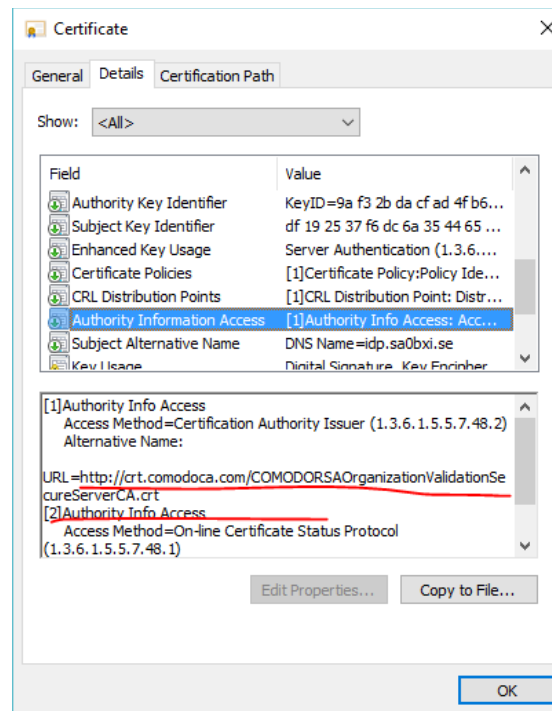 Certificate
General Details Certification Path
Show: <All>
Field Value
Authority Key Identifier KeyID=9a f3 2b da cf ad 4f b6...
Subject Key Identifier df 19 25 37 f6 dc 6a 35 44 65 ...
Enhanced Key Usage Server Authentication (1.3.6....
Certificate Policies [1]Certificate Policy:Policy Ide...
CRL Distribution Points [1]CRL Distribution Point: Distr...
Authority Information Access [1]Authority Info Access: Acc...
Subject Alternative Name DNS Name=idp.sa0bxi.se
Key Usage Digital Signature, Key Encipher
[1]Authority Info Access
Access Method=Certification Authority Issuer (1.3.6.1.5.5.7.48.2)
Alternative Name:
URL=http://crt.comodoca.com/COMODORSAOrganizationValidationSe
cureServerCA.crt
[2]Authority Info Access
Access Method=On-line Certificate Status Protocol
(1.3.6.1.5.5.7.48.1)
Edit Properties... Copy to File...
OK